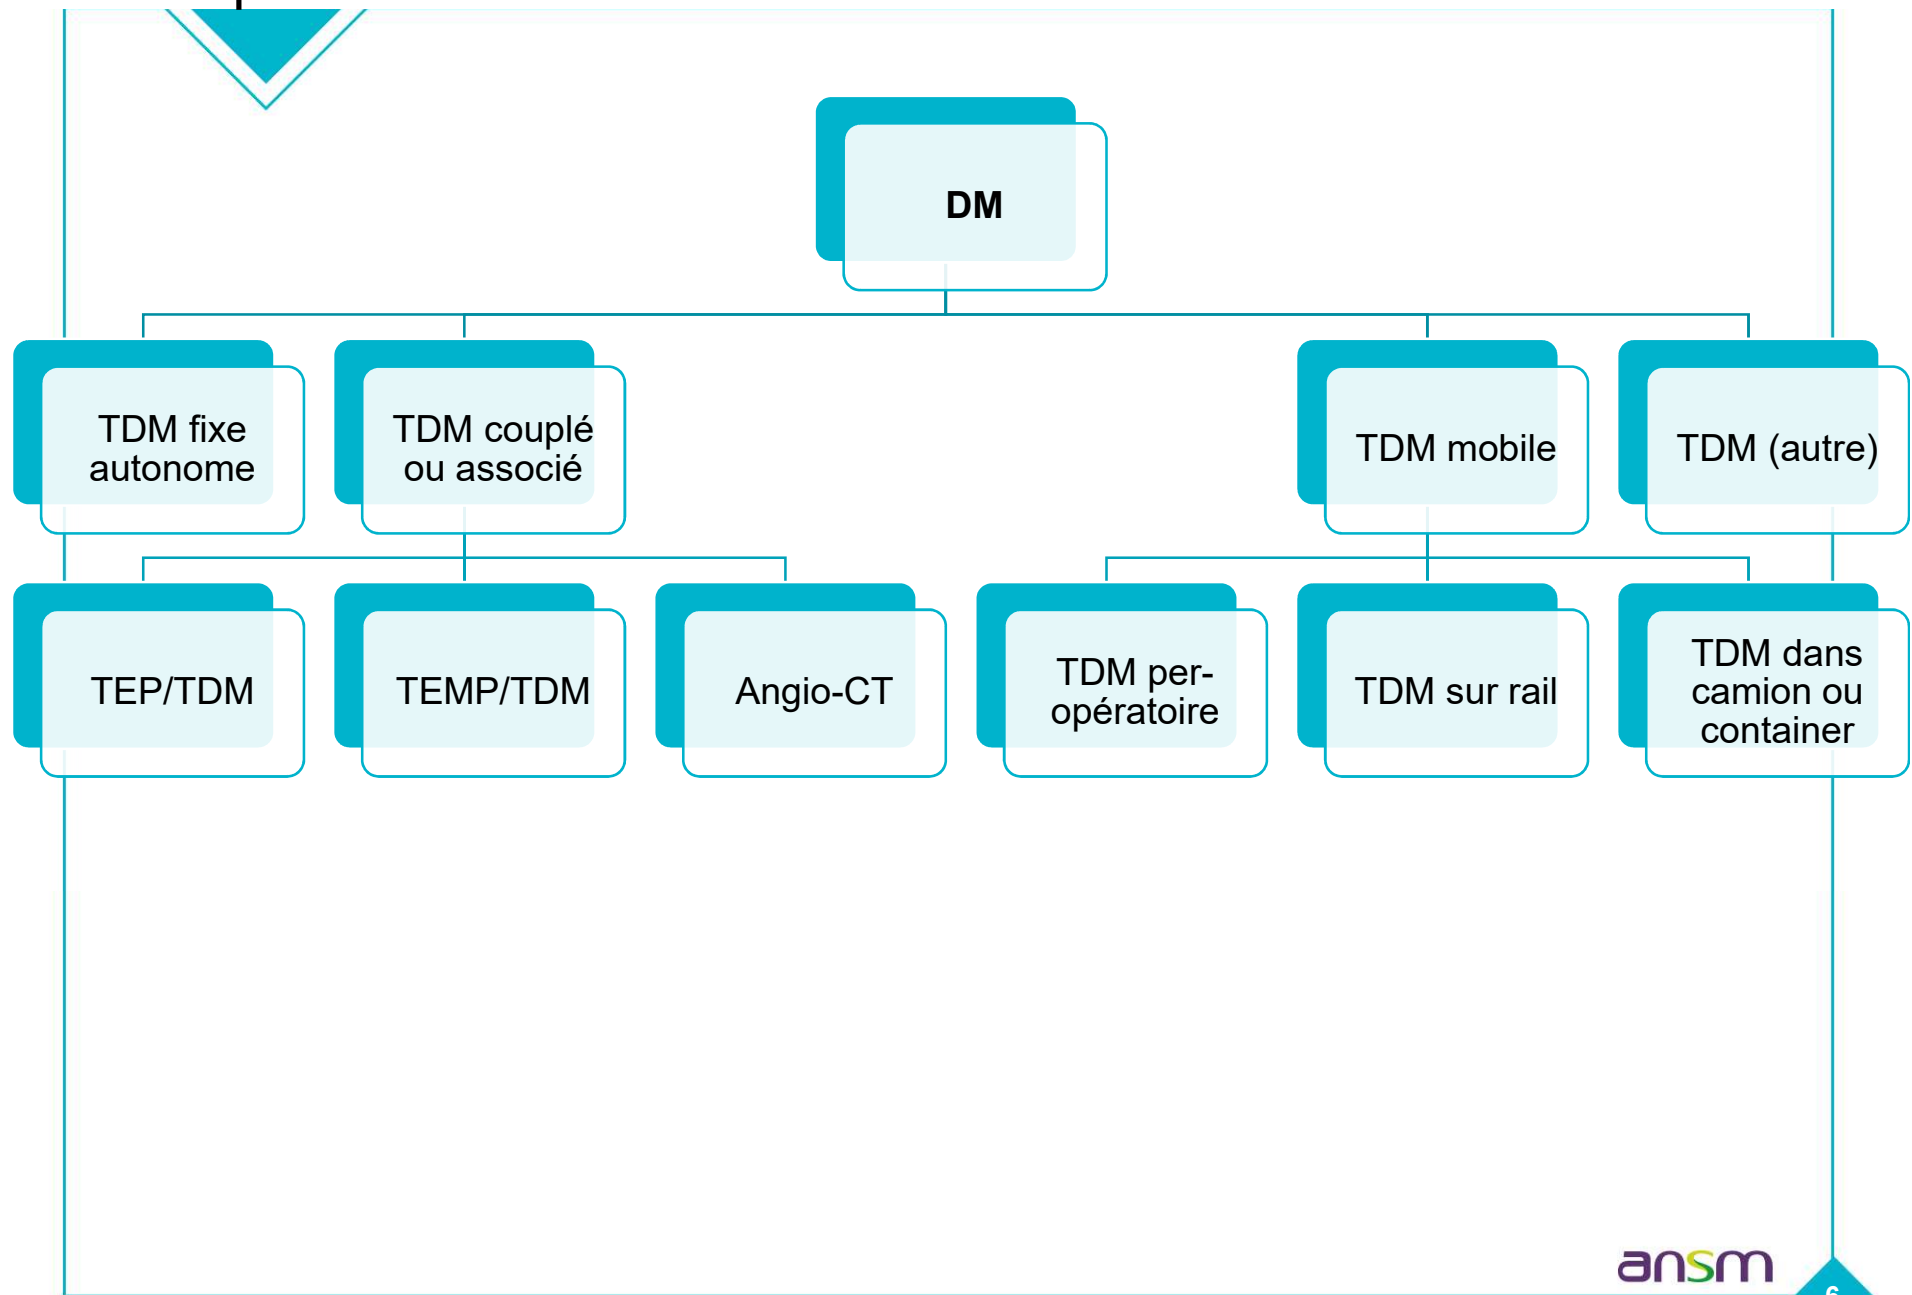 DM
TDM fixe
autonome
TDM couplé
ou associé
TDM mobile
TDM (autre)
TEP/TDM
TEMP/TDM
Angio-CT
TDM per-
opératoire
TDM sur rail
TDM dans
camion ou
container
ansm